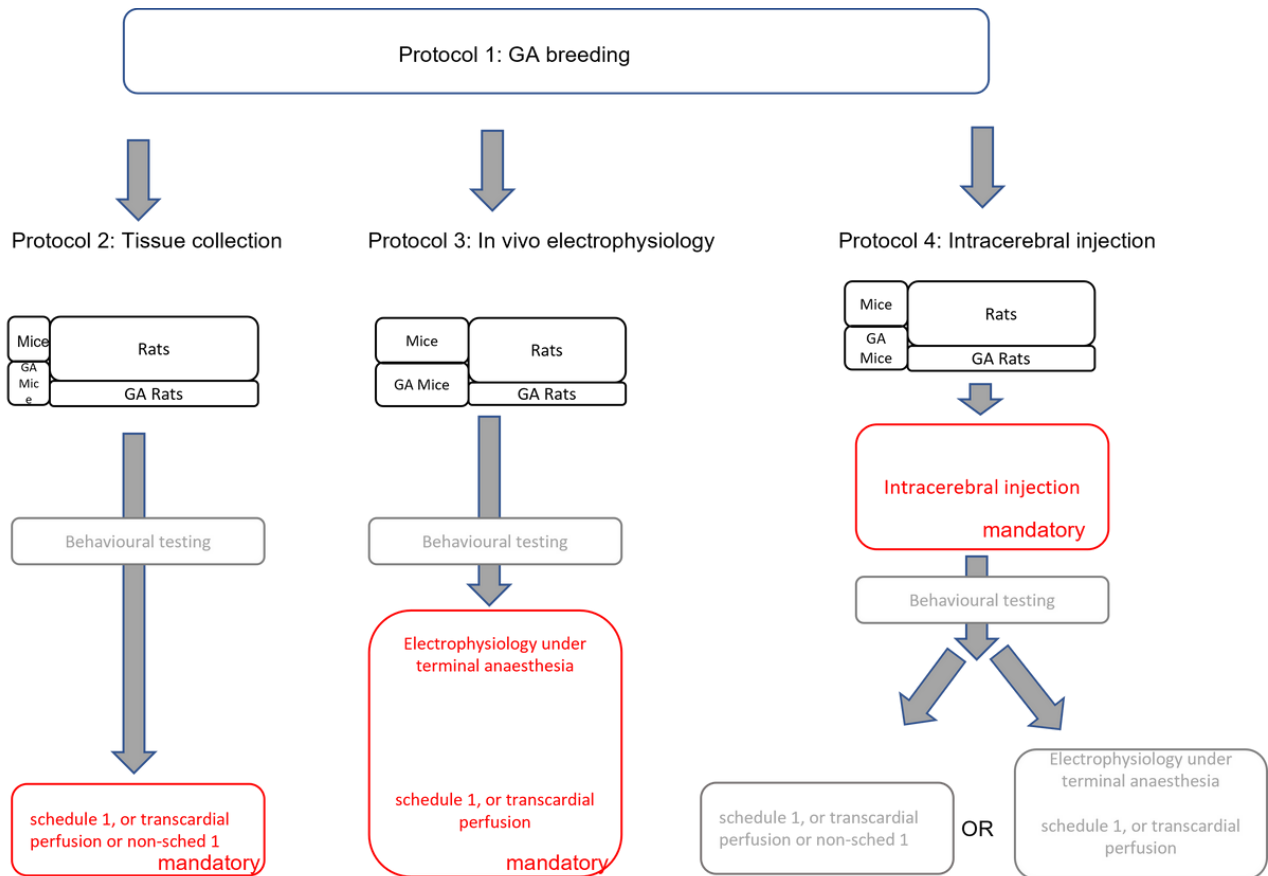 Protocol 1: GA breeding
Protocol 2: Tissue collection
Protocol 3: In vivo electrophysiology
Protocol 4: Intracerebral injection
Mice
Rats
GA
Mic
e
GA Rats
Mice
Rats
GA Mice
GA Rats
Mice
Rats
GA
Mice
GA Rats
Behavioural testing
schedule 1, or transcardial
perfusion or non-sched 1
mandatory
Behavioural testing
Electrophysiology under
terminal anaesthesia
schedule 1, or transcardial
perfusion
mandatory
Intracerebral injection
mandatory
Behavioural testing
schedule 1, or transcardial
perfusion or non-sched 1
OR
Electrophysiology under
terminal anaesthesia
schedule 1, or transcardial
perfusion